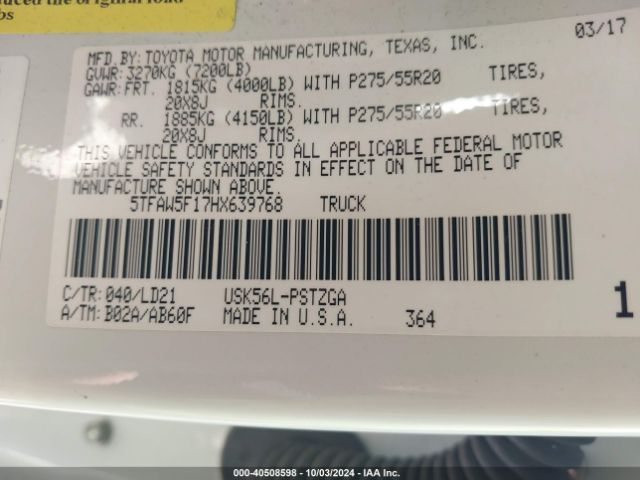 bs
03/17
MFD.BY: TOYOTA MOTOR MANUFACTURING, TEXAS, INC.
GVWR: 3270KG (7200LB)
GAWR: FRT. 1815KG (4000LB) WITH P275/55R20 TIRES,
20X8J RIMS.
RR. 1885KG (4150LB) WITH P275/55R20 TIRES,
20X8J RIMS.
THIS VEHICLE CONFORMS TO ALL APPLICABLE FEDERAL MOTOR
VEHICLE SAFETY STANDARDS IN EFFECT ON THE DATE OF
MANUFACTURE SHOWN ABOVE.
5TFAW5F17HX639768 TRUCK
C/TR: 040/LD21 USK56L-PSTZGA
A/TM: B02A/AB60F MADE IN U.S.A. 364
1
000-40508598 - 10/03/2024 - IAA Inc.